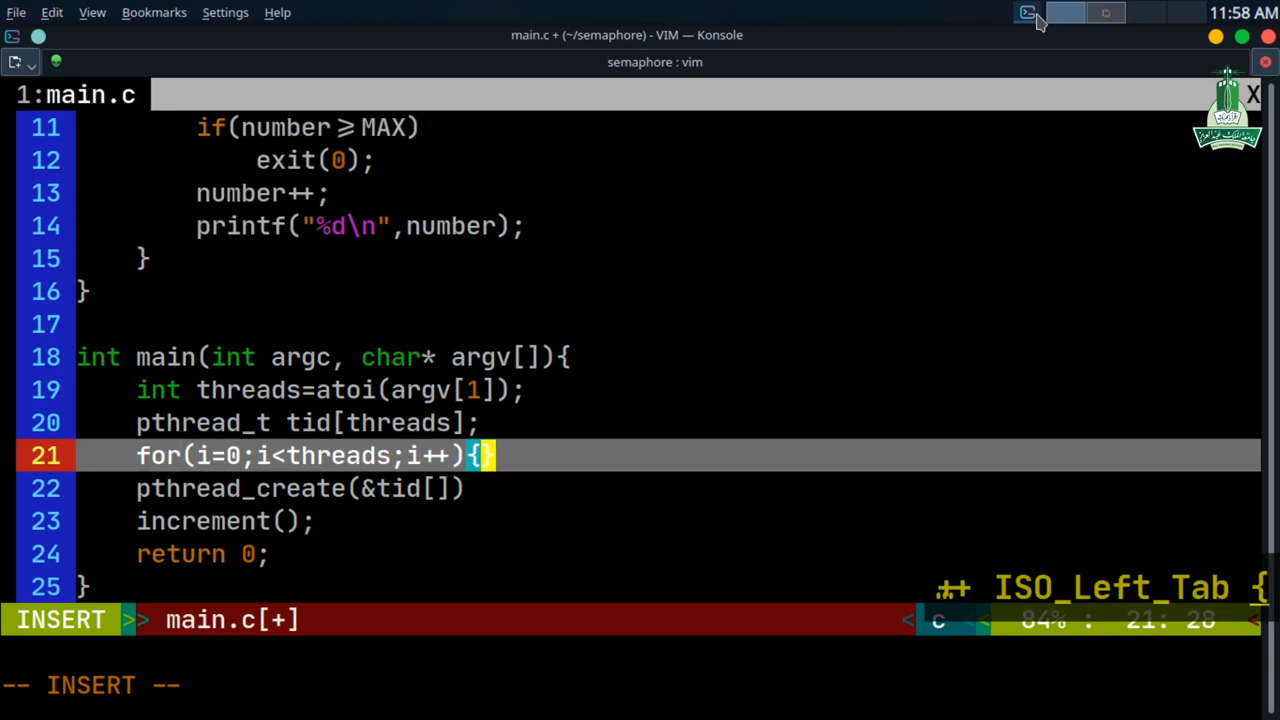 File Edit View Bookmarks Settings Help 11:58 AM
main.c + (~/semaphore) - VIM — Konsole
semaphore : vim
1:main.c X
11 if(number>=MAX)
12 exit(0);
13 number++;
14 printf("%d\n",number);
15 }
16 }
17
18 int main(int argc, char* argv[]){
19 int threads=atoi(argv[1]);
20 pthread_t tid[threads];
21 for(i=0;i<threads;i++){}
22 pthread_create(&tid[])
23 increment();
24 return 0;
25 }
++ ISO_Left_Tab {
INSERT >> main.c[+] < c < 84% : 21: 28 <
-- INSERT --
جامعة الملك عبدالعزيز